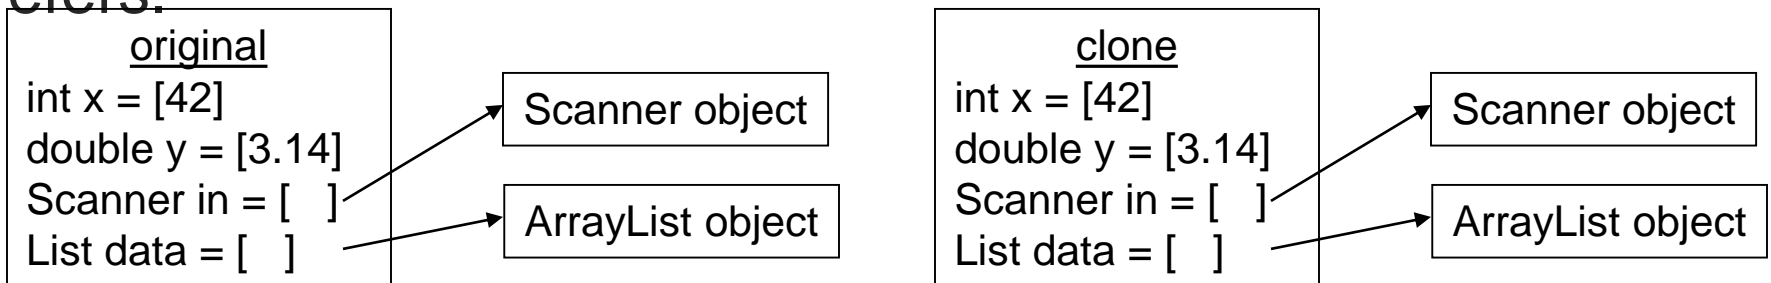 original
int x = [42]
double y = [3.14]
Scanner in = [ ]
List data = [ ]
Scanner object
ArrayList object
clone
int x = [42]
double y = [3.14]
Scanner in = [ ]
List data = [ ]
Scanner object
ArrayList object